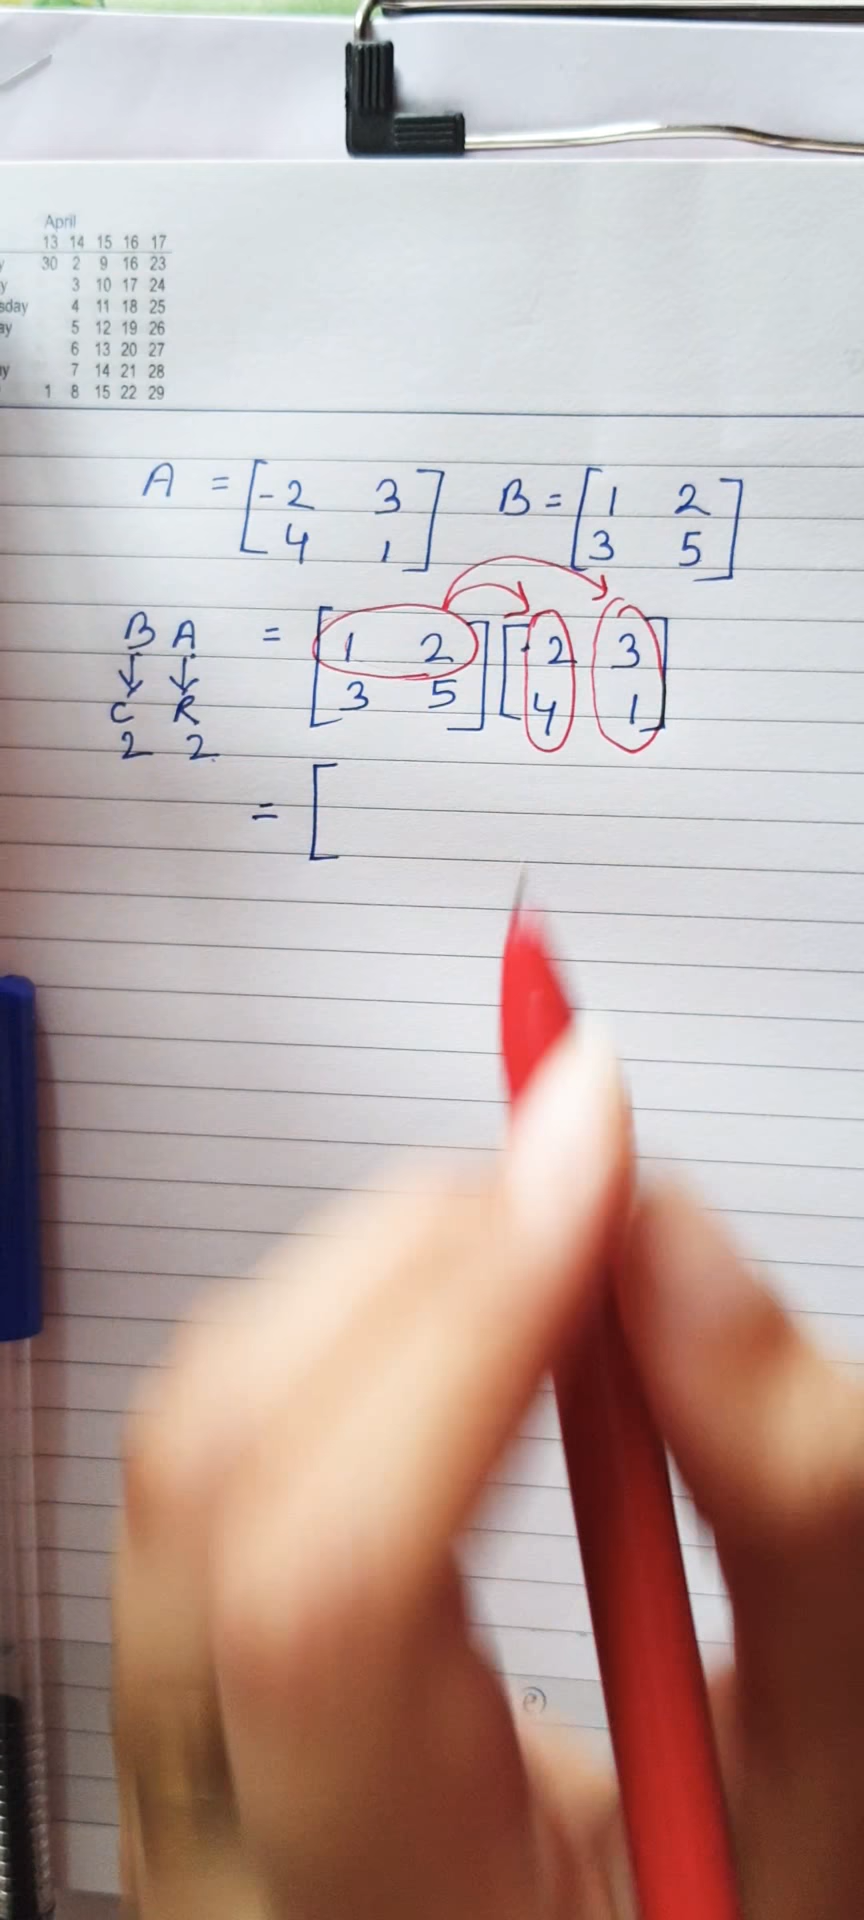 April
13 14 15 16 17
30 2 9 16 23
3 10 17 24
4 11 18 25
5 12 19 26
6 13 20 27
7 14 21 28
1 8 15 22 29
A = [-2 3] B = [1 2]
[4 1] [3 5]
B A = [1 2] [-2 3]
↓ ↓ [3 5] [4 1]
C R
2 2
= [